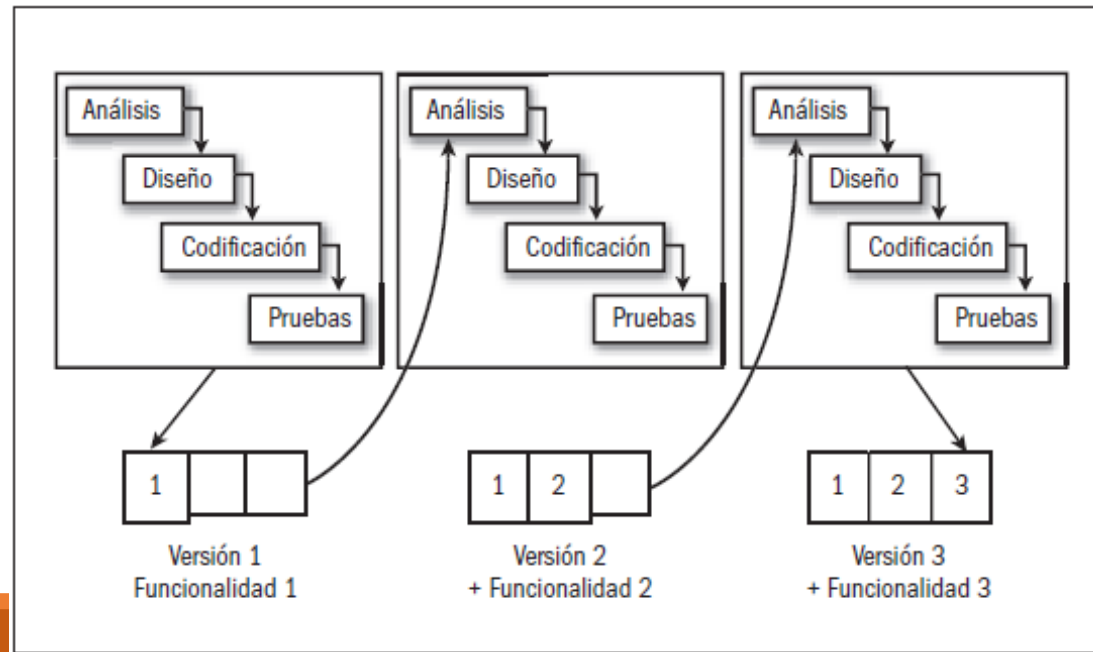 Análisis
Diseño
Codificación
Pruebas
Análisis
Diseño
Codificación
Pruebas
Análisis
Diseño
Codificación
Pruebas
1
1 2
1 2 3
Versión 1
Funcionalidad 1
Versión 2
+ Funcionalidad 2
Versión 3
+ Funcionalidad 3